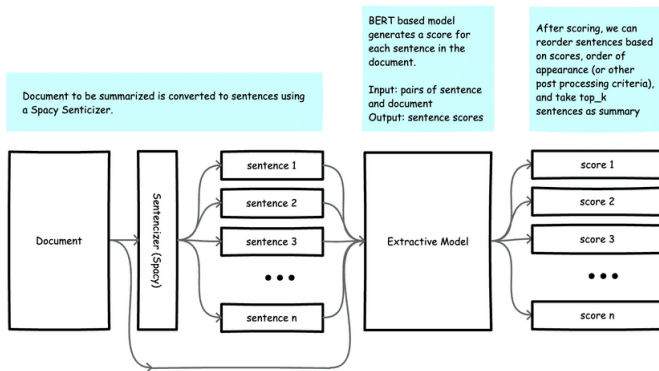 Document to be summarized is converted to sentences using
a Spacy Senticizer.
BERT based model
generates a score for
each sentence in the
document.
Input: pairs of sentence
and document
Output: sentence scores
After scoring, we can
reorder sentences based
on scores, order of
appearance (or other
post processing criteria),
and take top_k
sentences as summary
Document
Sentencizer (Spacy)
sentence 1
sentence 2
sentence 3
sentence n
Extractive Model
score 1
score 2
score 3
score n